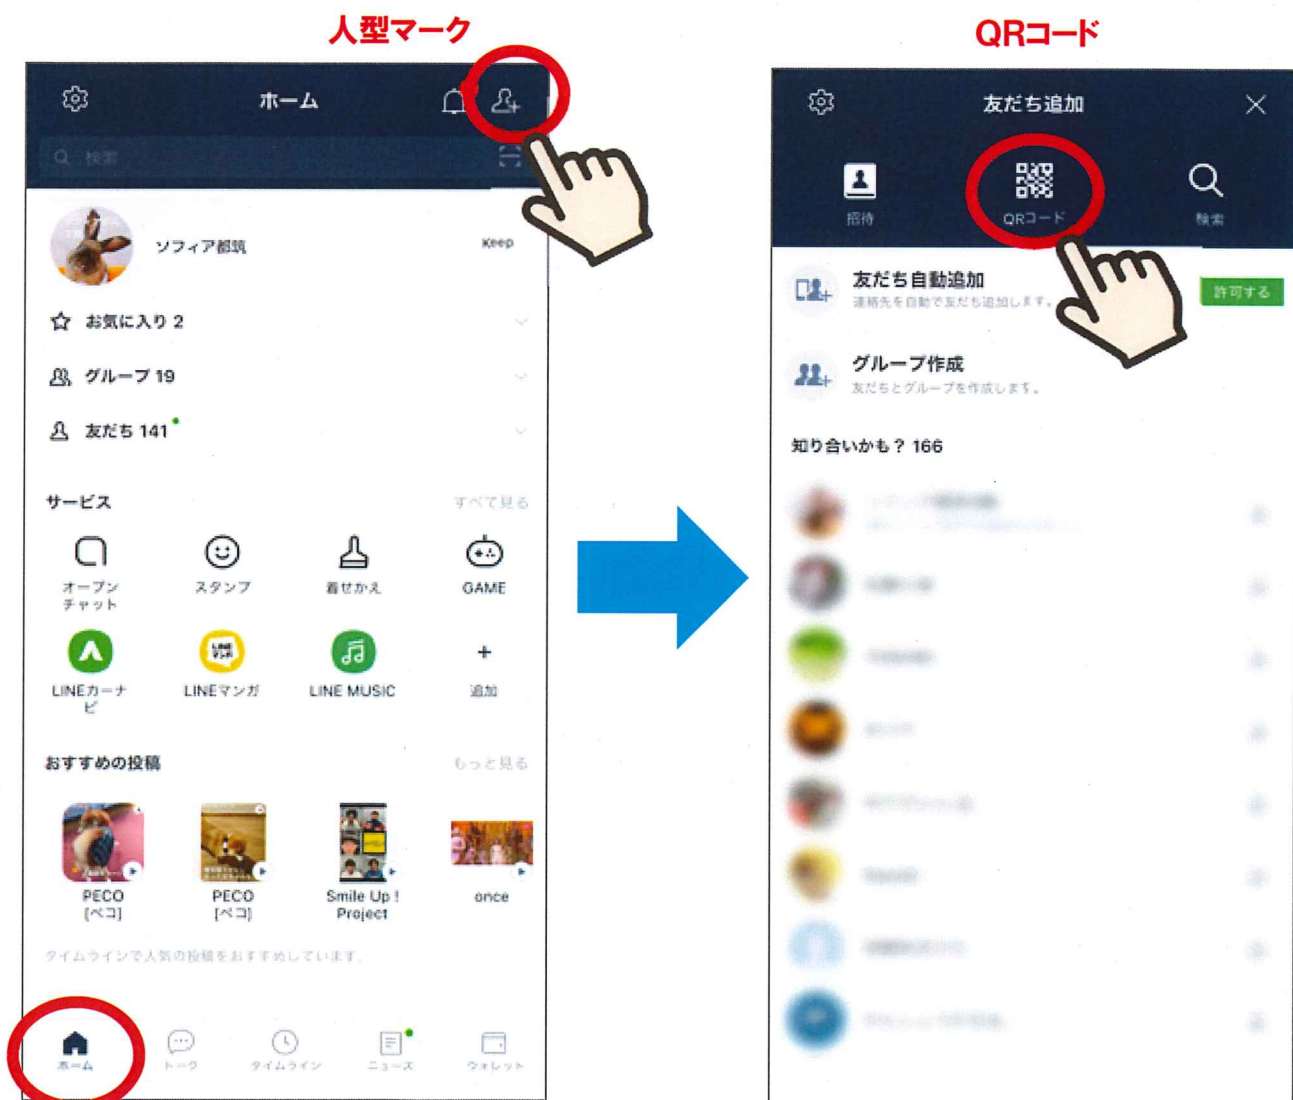 人型マーク
QRコード
ホーム
検索
ソフィア都筑
Keep
お気に入り 2
グループ 19
友だち 141
サービス
すべて見る
オープン
チャット
スタンプ
着せかえ
GAME
LINEカーナ
ビ
LINEマンガ
LINE MUSIC
追加
おすすめの投稿
もっと見る
PECO
[ペコ]
PECO
[ペコ]
Smile Up !
Project
once
タイムラインで人気の投稿をおすすめしています。
ホーム
トーク
タイムライン
ニュース
ウォレット
友だち追加
招待
QRコード
検索
友だち自動追加
連絡先を自動で友だち追加します。
許可する
グループ作成
友だちとグループを作成します。
知り合いかも？ 166